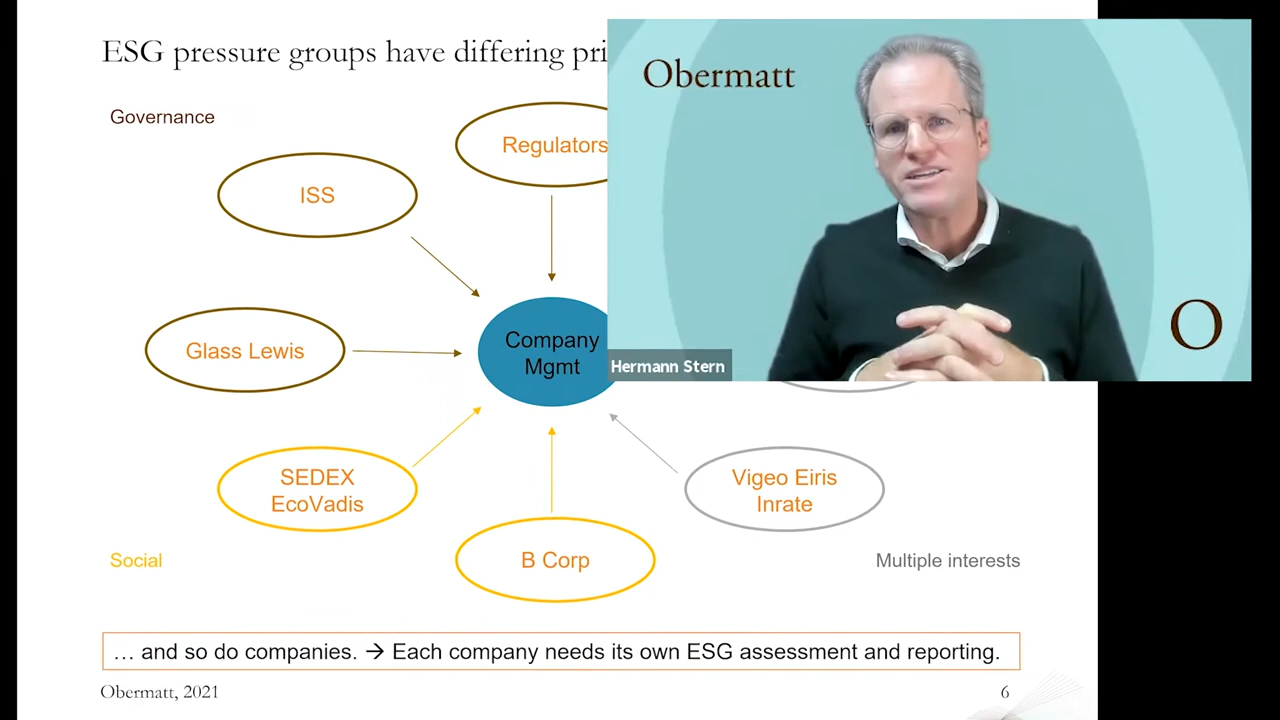 ESG pressure groups have differing pri
Obermatt
Governance
Regulators
ISS
Company
Mgmt
Glass Lewis
O
Hermann Stern
SEDEX
EcoVadis
Vigeo Eiris
Inrate
B Corp
Social
Multiple interests
… and so do companies. → Each company needs its own ESG assessment and reporting.
Obermatt, 2021
6